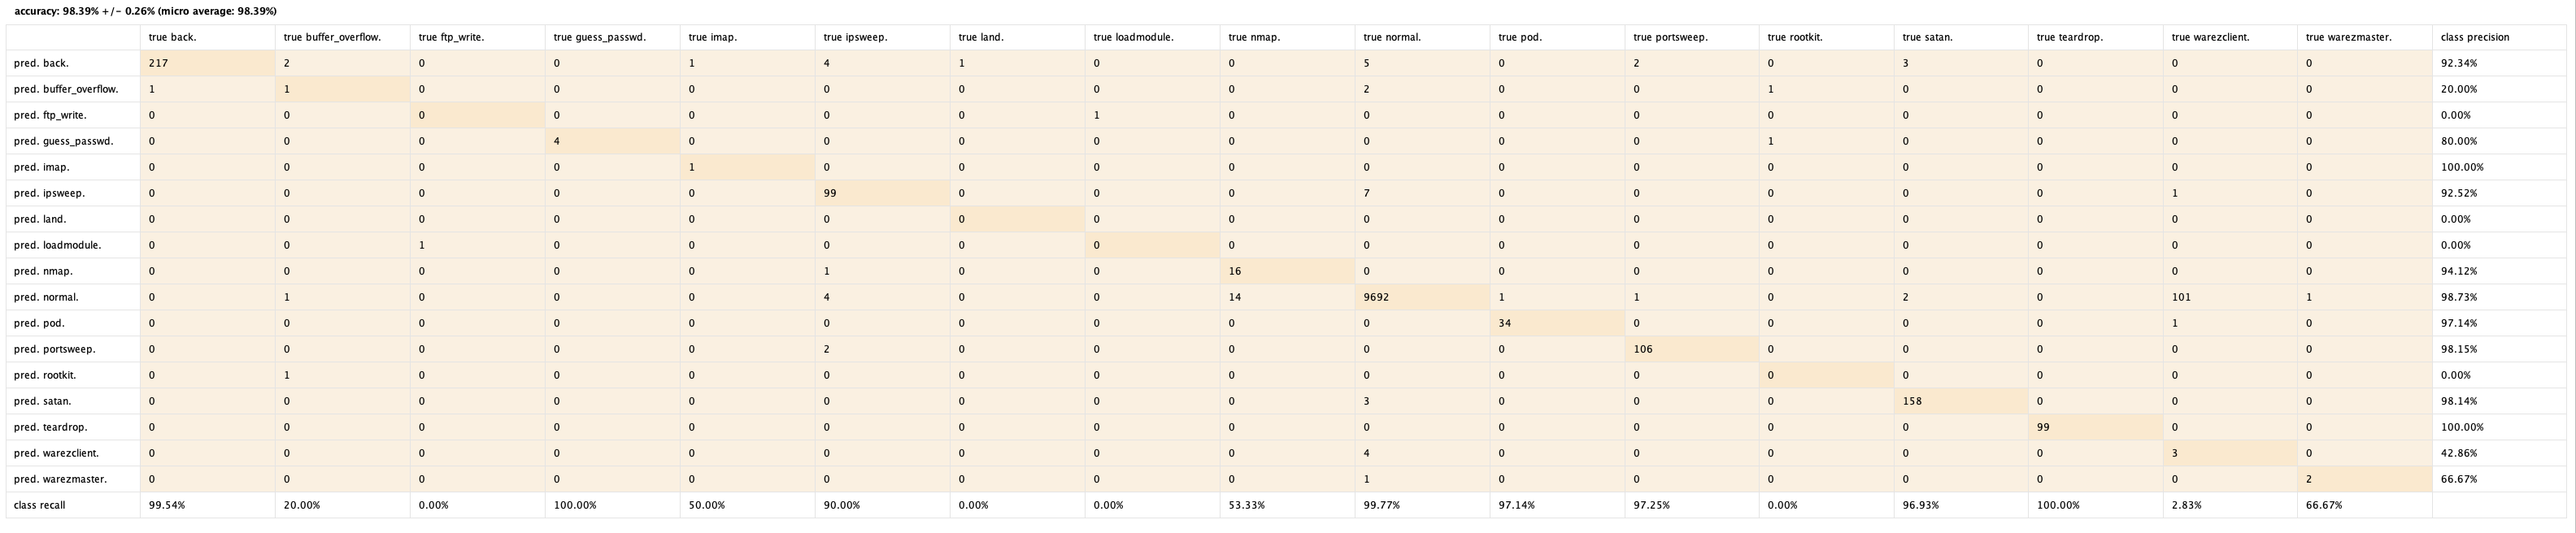 accuracy: 98.39% +/- 0.26% (micro average: 98.39%)
true back. true buffer_overflow. true ftp_write. true guess_passwd. true imap. true ipsweep. true land. true loadmodule. true nmap. true normal. true pod. true portsweep. true rootkit. true satan. true teardrop. true warezclient. true warezmaster. class precision
pred. back. 217 2 0 0 1 4 1 0 0 5 0 2 0 3 0 0 0 92.34%
pred. buffer_overflow. 1 1 0 0 0 0 0 0 0 2 0 0 1 0 0 0 0 20.00%
pred. ftp_write. 0 0 0 0 0 0 0 1 0 0 0 0 0 0 0 0 0 0.00%
pred. guess_passwd. 0 0 0 4 0 0 0 0 0 0 0 0 1 0 0 0 0 80.00%
pred. imap. 0 0 0 0 1 0 0 0 0 0 0 0 0 0 0 0 0 100.00%
pred. ipsweep. 0 0 0 0 0 99 0 0 0 7 0 0 0 0 0 1 0 92.52%
pred. land. 0 0 0 0 0 0 0 0 0 0 0 0 0 0 0 0 0 0.00%
pred. loadmodule. 0 0 1 0 0 0 0 0 0 0 0 0 0 0 0 0 0 0.00%
pred. nmap. 0 0 0 0 0 1 0 0 16 0 0 0 0 0 0 0 0 94.12%
pred. normal. 0 1 0 0 0 4 0 0 14 9692 1 1 0 2 0 101 1 98.73%
pred. pod. 0 0 0 0 0 0 0 0 0 0 34 0 0 0 0 1 0 97.14%
pred. portsweep. 0 0 0 0 0 2 0 0 0 0 0 106 0 0 0 0 0 98.15%
pred. rootkit. 0 1 0 0 0 0 0 0 0 0 0 0 0 0 0 0 0 0.00%
pred. satan. 0 0 0 0 0 0 0 0 0 3 0 0 0 158 0 0 0 98.14%
pred. teardrop. 0 0 0 0 0 0 0 0 0 0 0 0 0 0 99 0 0 100.00%
pred. warezclient. 0 0 0 0 0 0 0 0 0 4 0 0 0 0 0 3 0 42.86%
pred. warezmaster. 0 0 0 0 0 0 0 0 0 1 0 0 0 0 0 0 2 66.67%
class recall 99.54% 20.00% 0.00% 100.00% 50.00% 90.00% 0.00% 0.00% 53.33% 99.77% 97.14% 97.25% 0.00% 96.93% 100.00% 2.83% 66.67%